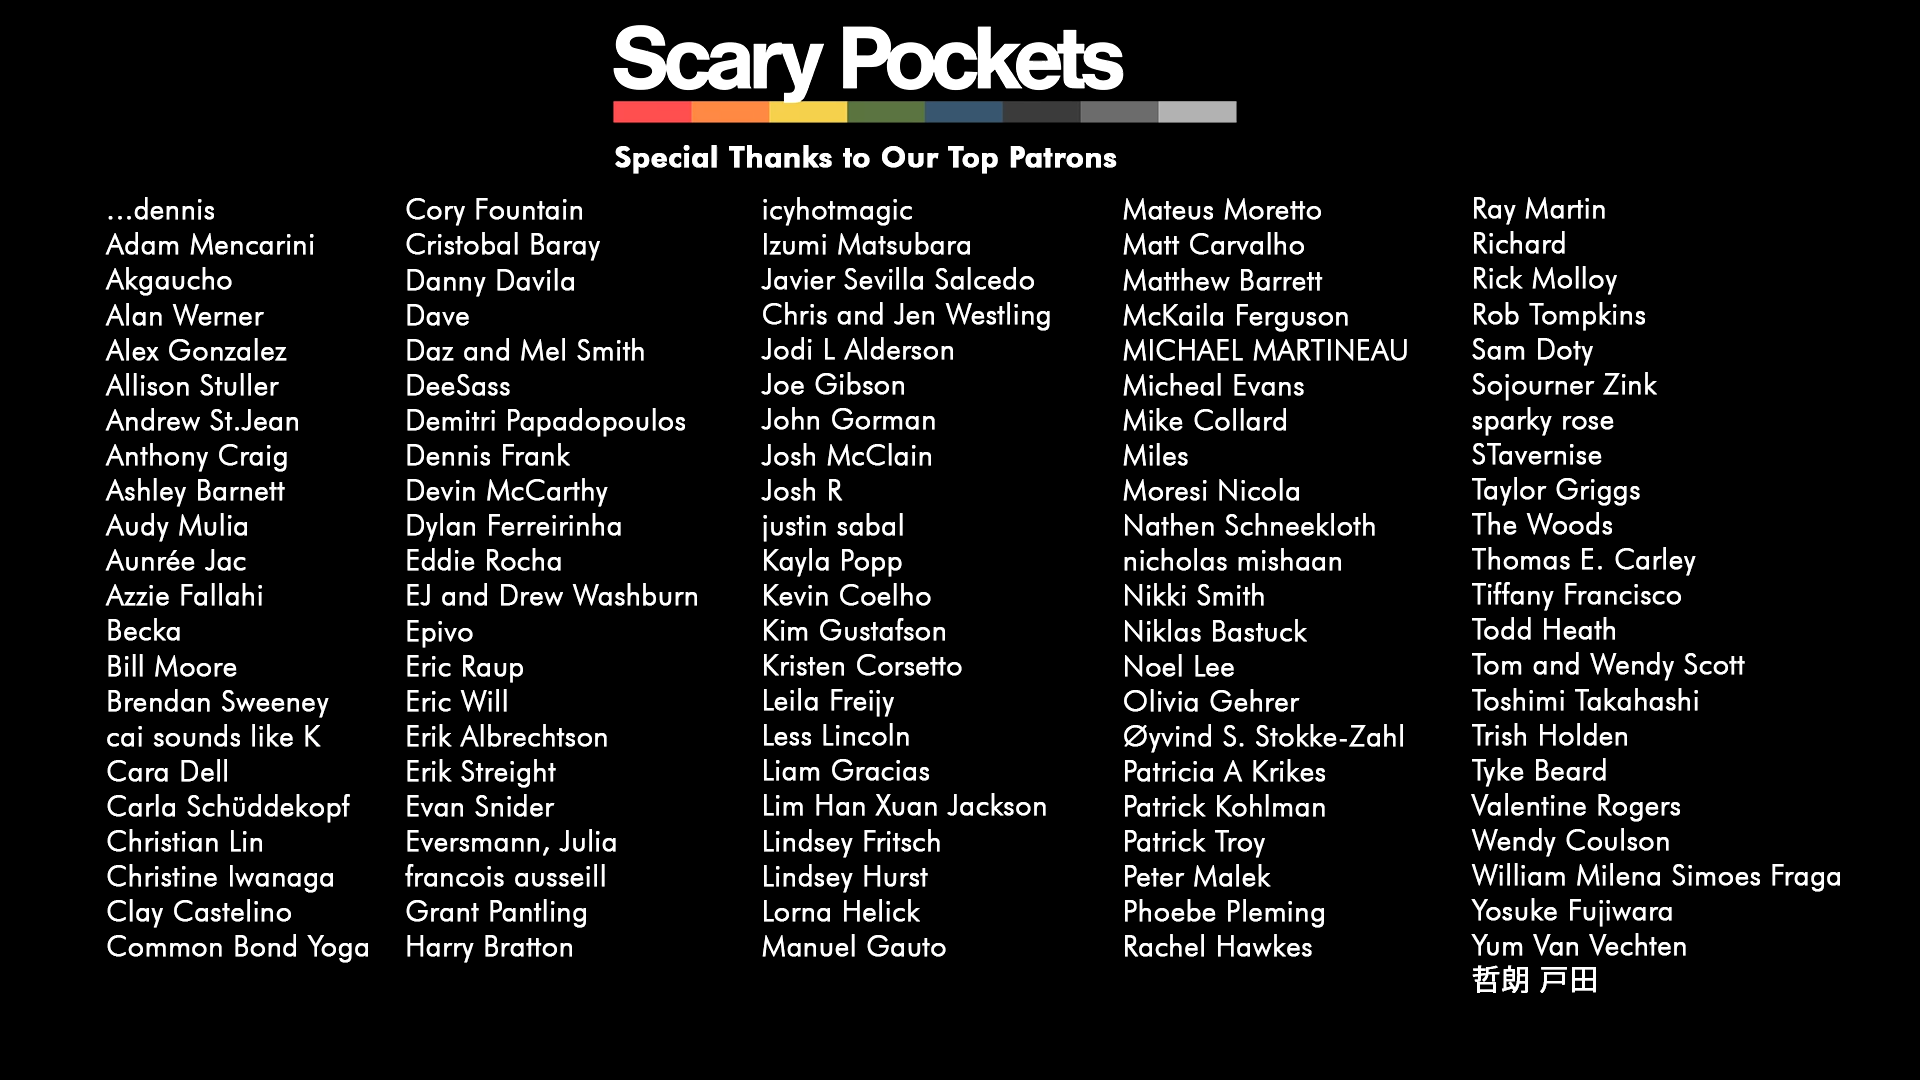 Scary Pockets
Special Thanks to Our Top Patrons
...dennis
Adam Mencarini
Akgaucho
Alan Werner
Alex Gonzalez
Allison Stuller
Andrew St.Jean
Anthony Craig
Ashley Barnett
Audy Mulia
Aunrée Jac
Azzie Fallahi
Becka
Bill Moore
Brendan Sweeney
cai sounds like K
Cara Dell
Carla Schüddekopf
Christian Lin
Christine Iwanaga
Clay Castelino
Common Bond Yoga
Cory Fountain
Cristobal Baray
Danny Davila
Dave
Daz and Mel Smith
DeeSass
Demitri Papadopoulos
Dennis Frank
Devin McCarthy
Dylan Ferreirinha
Eddie Rocha
EJ and Drew Washburn
Epivo
Eric Raup
Eric Will
Erik Albrechtson
Erik Streight
Evan Snider
Eversmann, Julia
francois ausseill
Grant Pantling
Harry Bratton
icyhotmagic
Izumi Matsubara
Javier Sevilla Salcedo
Chris and Jen Westling
Jodi L Alderson
Joe Gibson
John Gorman
Josh McClain
Josh R
justin sabal
Kayla Popp
Kevin Coelho
Kim Gustafson
Kristen Corsetto
Leila Freijy
Less Lincoln
Liam Gracias
Lim Han Xuan Jackson
Lindsey Fritsch
Lindsey Hurst
Lorna Helick
Manuel Gauto
Mateus Moretto
Matt Carvalho
Matthew Barrett
McKaila Ferguson
MICHAEL MARTINEAU
Micheal Evans
Mike Collard
Miles
Moresi Nicola
Nathen Schneekloth
nicholas mishaan
Nikki Smith
Niklas Bastuck
Noel Lee
Olivia Gehrer
Øyvind S. Stokke-Zahl
Patricia A Krikes
Patrick Kohlman
Patrick Troy
Peter Malek
Phoebe Pleming
Rachel Hawkes
Ray Martin
Richard
Rick Molloy
Rob Tompkins
Sam Doty
Sojourner Zink
sparky rose
STavernise
Taylor Griggs
The Woods
Thomas E. Carley
Tiffany Francisco
Todd Heath
Tom and Wendy Scott
Toshimi Takahashi
Trish Holden
Tyke Beard
Valentine Rogers
Wendy Coulson
William Milena Simoes Fraga
Yosuke Fujiwara
Yum Van Vechten
哲朗 戸田